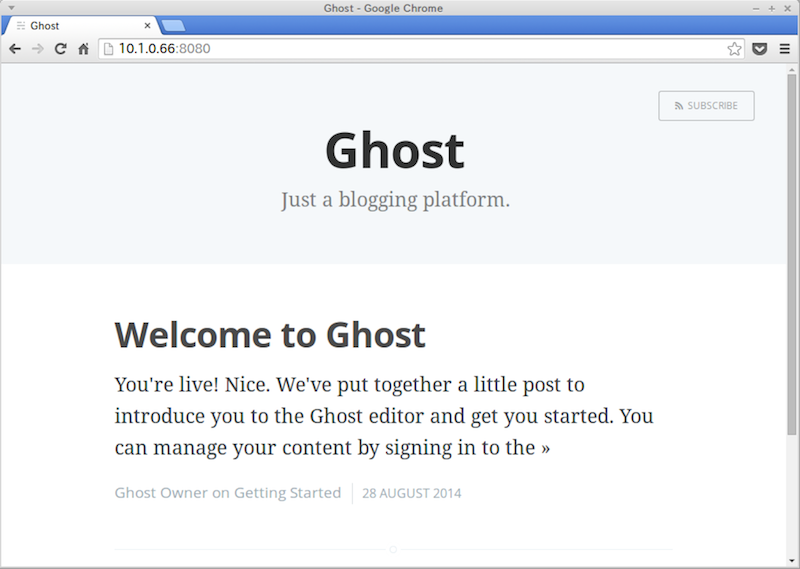 Ghost - Google Chrome
Ghost
10.1.0.66:8080
SUBSCRIBE
Ghost
Just a blogging platform.
Welcome to Ghost
You're live! Nice. We've put together a little post to
introduce you to the Ghost editor and get you started. You
can manage your content by signing in to the »
Ghost Owner on Getting Started
28 AUGUST 2014